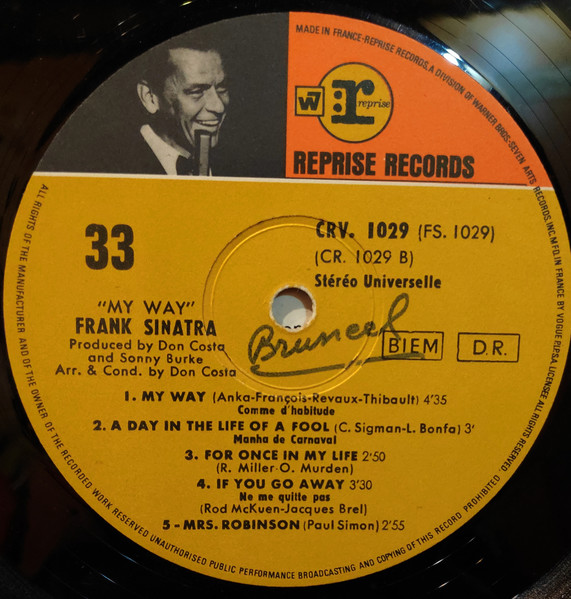 MADE IN FRANCE-REPRISE RECORDS, A DIVISION OF WARNER BROS-SEVEN ARTS RECORDS, INC. MFD. IN FRANCE BY VOGUE P.I.P. S.A. LICENSEE. ALL RIGHTS RESERVED.
W7
r
:reprise
REPRISE RECORDS
33
CRV. 1029 (FS. 1029)
(CR. 1029 B)
Stéréo Universelle
"MY WAY"
FRANK SINATRA
Produced by Don Costa
and Sonny Burke
Arr. & Cond. by Don Costa
Bruneel
BIEM
D.R.
1. MY WAY (Anka-François-Revaux-Thibault) 4'35
Comme d'habitude
2. A DAY IN THE LIFE OF A FOOL (C. Sigman-L. Bonfa) 3'
Manha de Carnaval
3. FOR ONCE IN MY LIFE 2'50
(R. Miller-O. Murden)
4. IF YOU GO AWAY 3'30
Ne me quitte pas
(Rod McKuen-Jacques Brel)
5 - MRS. ROBINSON (Paul Simon) 2'55
ALL RIGHTS OF THE MANUFACTURER AND OF THE OWNER OF THE RECORDED WORK RESERVED UNAUTHORISED PUBLIC PERFORMANCE BROADCASTING AND COPYING OF THIS RECORD PROHIBITED.